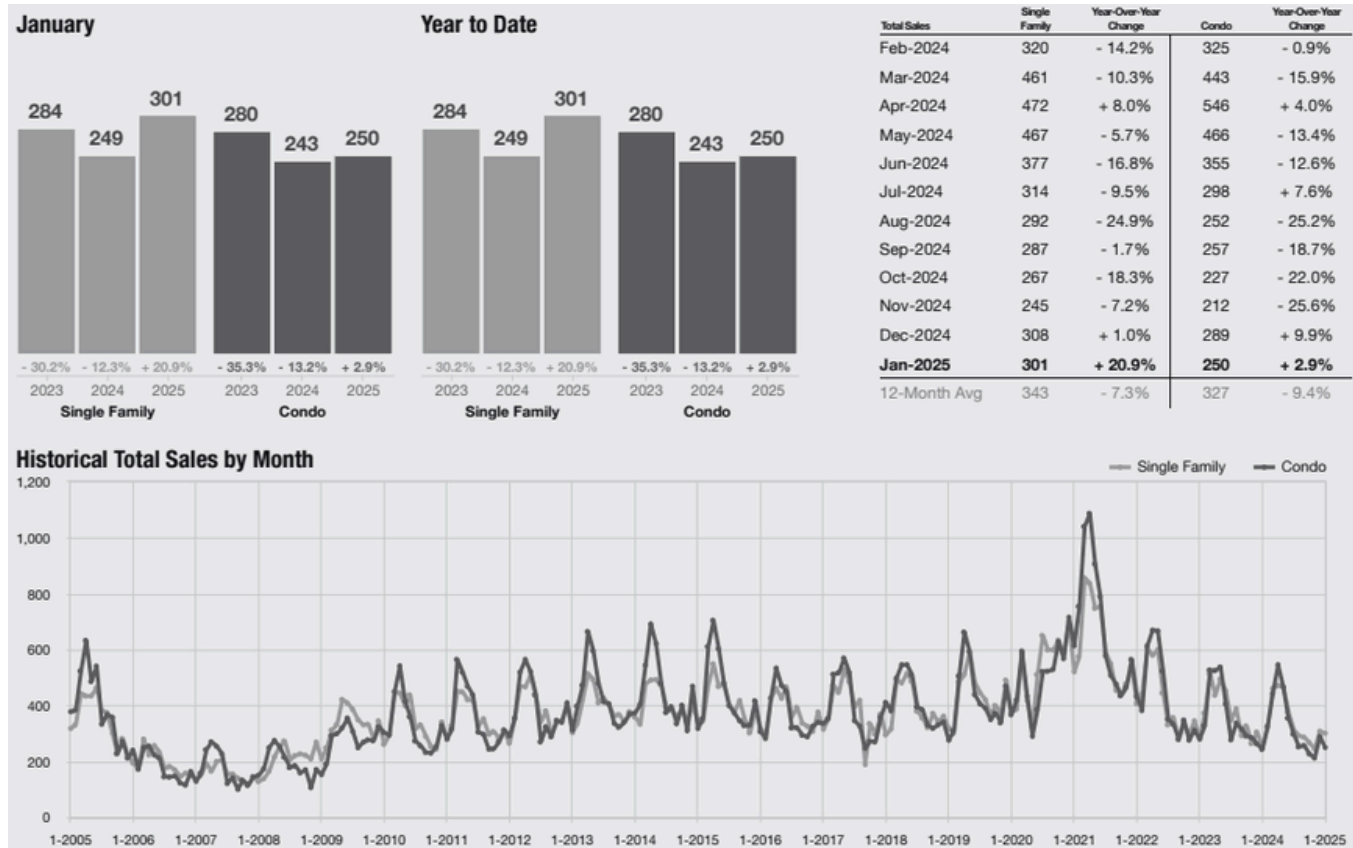 January
284 249 301 280 243 250
- 30.2% - 12.3% + 20.9% - 35.3% - 13.2% + 2.9%
2023 2024 2025 2023 2024 2025
Single Family Condo
Year to Date
284 249 301 280 243 250
- 30.2% - 12.3% + 20.9% - 35.3% - 13.2% + 2.9%
2023 2024 2025 2023 2024 2025
Single Family Condo
Total Sales Single Family Year-Over-Year Change Condo Year-Over-Year Change
Feb-2024 320 - 14.2% 325 - 0.9%
Mar-2024 461 - 10.3% 443 - 15.9%
Apr-2024 472 + 8.0% 546 + 4.0%
May-2024 467 - 5.7% 466 - 13.4%
Jun-2024 377 - 16.8% 355 - 12.6%
Jul-2024 314 - 9.5% 298 + 7.6%
Aug-2024 292 - 24.9% 252 - 25.2%
Sep-2024 287 - 1.7% 257 - 18.7%
Oct-2024 267 - 18.3% 227 - 22.0%
Nov-2024 245 - 7.2% 212 - 25.6%
Dec-2024 308 + 1.0% 289 + 9.9%
Jan-2025 301 + 20.9% 250 + 2.9%
12-Month Avg 343 - 7.3% 327 - 9.4%
Historical Total Sales by Month
Single Family Condo
1,200
1,000
800
600
400
200
0
1-2005 1-2006 1-2007 1-2008 1-2009 1-2010 1-2011 1-2012 1-2013 1-2014 1-2015 1-2016 1-2017 1-2018 1-2019 1-2020 1-2021 1-2022 1-2023 1-2024 1-2025